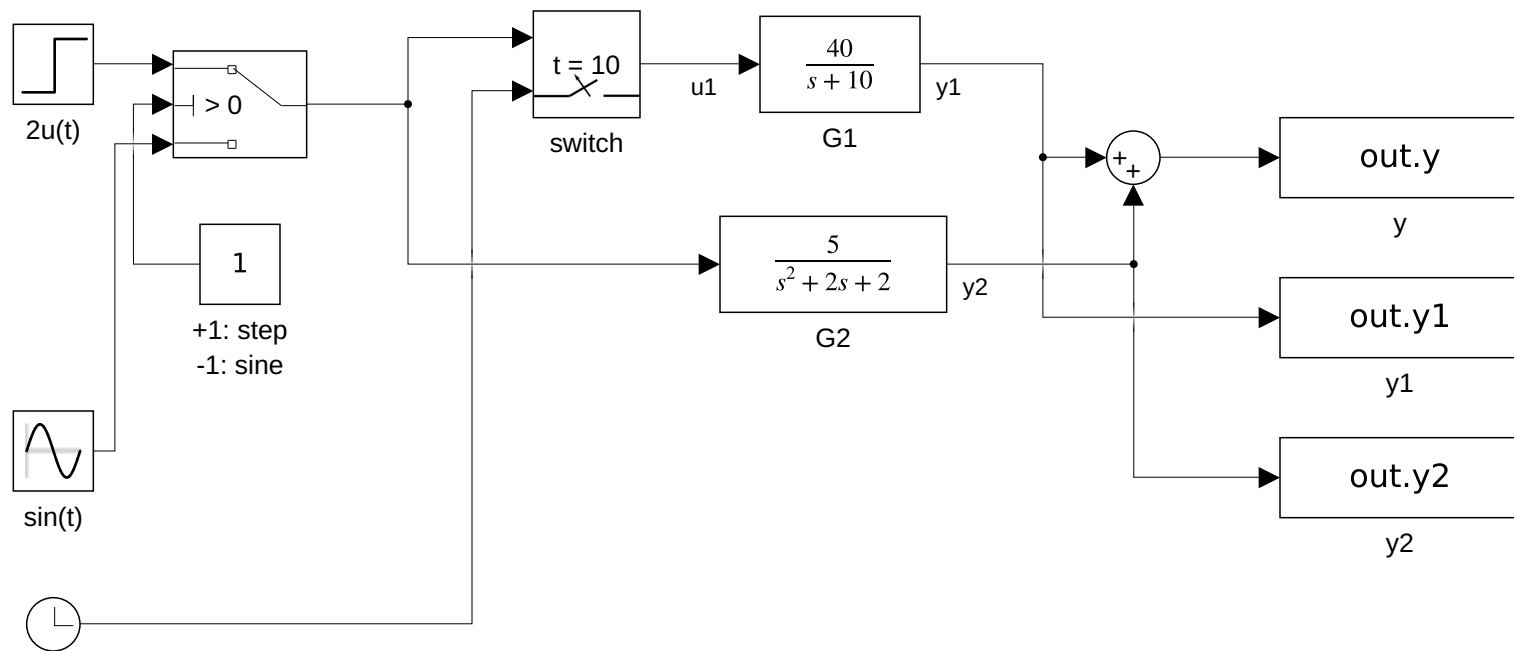 2u(t)
> 0
1
+1: step
-1: sine
sin(t)
t = 10
switch
u1
40
s + 10
G1
y1
5
s² + 2s + 2
G2
y2
+
+
out.y
y
out.y1
y1
out.y2
y2